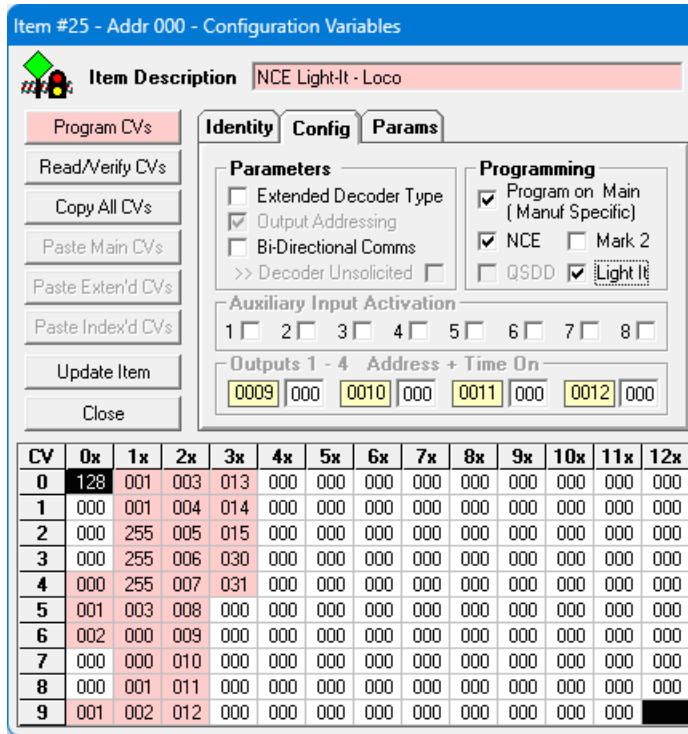 Item #25 - Addr 000 - Configuration Variables
Item Description NCE Light-It - Loco
Program CVs
Read/Verify CVs
Copy All CVs
Paste Main CVs
Paste Exten'd CVs
Paste Index'd CVs
Update Item
Close
Identity Config Params
Parameters
Extended Decoder Type
Output Addressing
Bi-Directional Comms
>> Decoder Unsolicited
Programming
Program on Main
( Manuf Specific)
NCE Mark 2
QSDD Light It
Auxiliary Input Activation
1 2 3 4 5 6 7 8
Outputs 1 - 4 Address + Time On
0009 000 0010 000 0011 000 0012 000
CV 0x 1x 2x 3x 4x 5x 6x 7x 8x 9x 10x 11x 12x
0 128 001 003 013 000 000 000 000 000 000 000 000 000
1 000 001 004 014 000 000 000 000 000 000 000 000 000
2 000 255 005 015 000 000 000 000 000 000 000 000 000
3 000 255 006 030 000 000 000 000 000 000 000 000 000
4 000 255 007 031 000 000 000 000 000 000 000 000 000
5 001 003 008 000 000 000 000 000 000 000 000 000 000
6 002 000 009 000 000 000 000 000 000 000 000 000 000
7 000 000 010 000 000 000 000 000 000 000 000 000 000
8 000 001 011 000 000 000 000 000 000 000 000 000 000
9 001 002 012 000 000 000 000 000 000 000 000 000